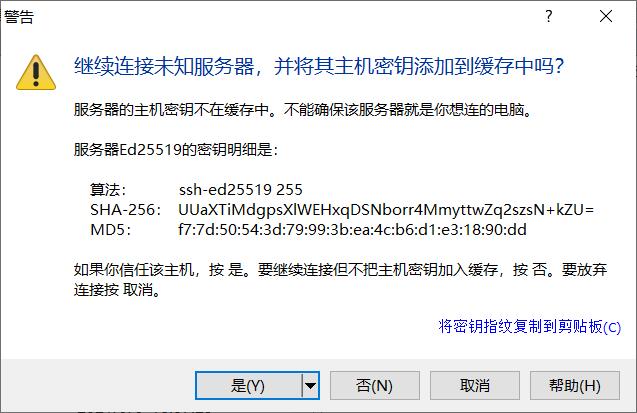 警告
继续连接未知服务器，并将其主机密钥添加到缓存中吗？
服务器的主机密钥不在缓存中。不能确保该服务器就是你想连的电脑。
服务器Ed25519的密钥明细是：
算法： ssh-ed25519 255
SHA-256： UUaXTiMdgpsXlWEHxqDSNborr4MmyttwZq2szsN+kZU=
MD5： f7:7d:50:54:3d:79:99:3b:ea:4c:b6:d1:e3:18:90:dd
如果你信任该主机，按 是。要继续连接但不把主机密钥加入缓存，按 否。要放弃
连接按 取消。
将密钥指纹复制到剪贴板(C)
是(Y) 否(N) 取消 帮助(H)